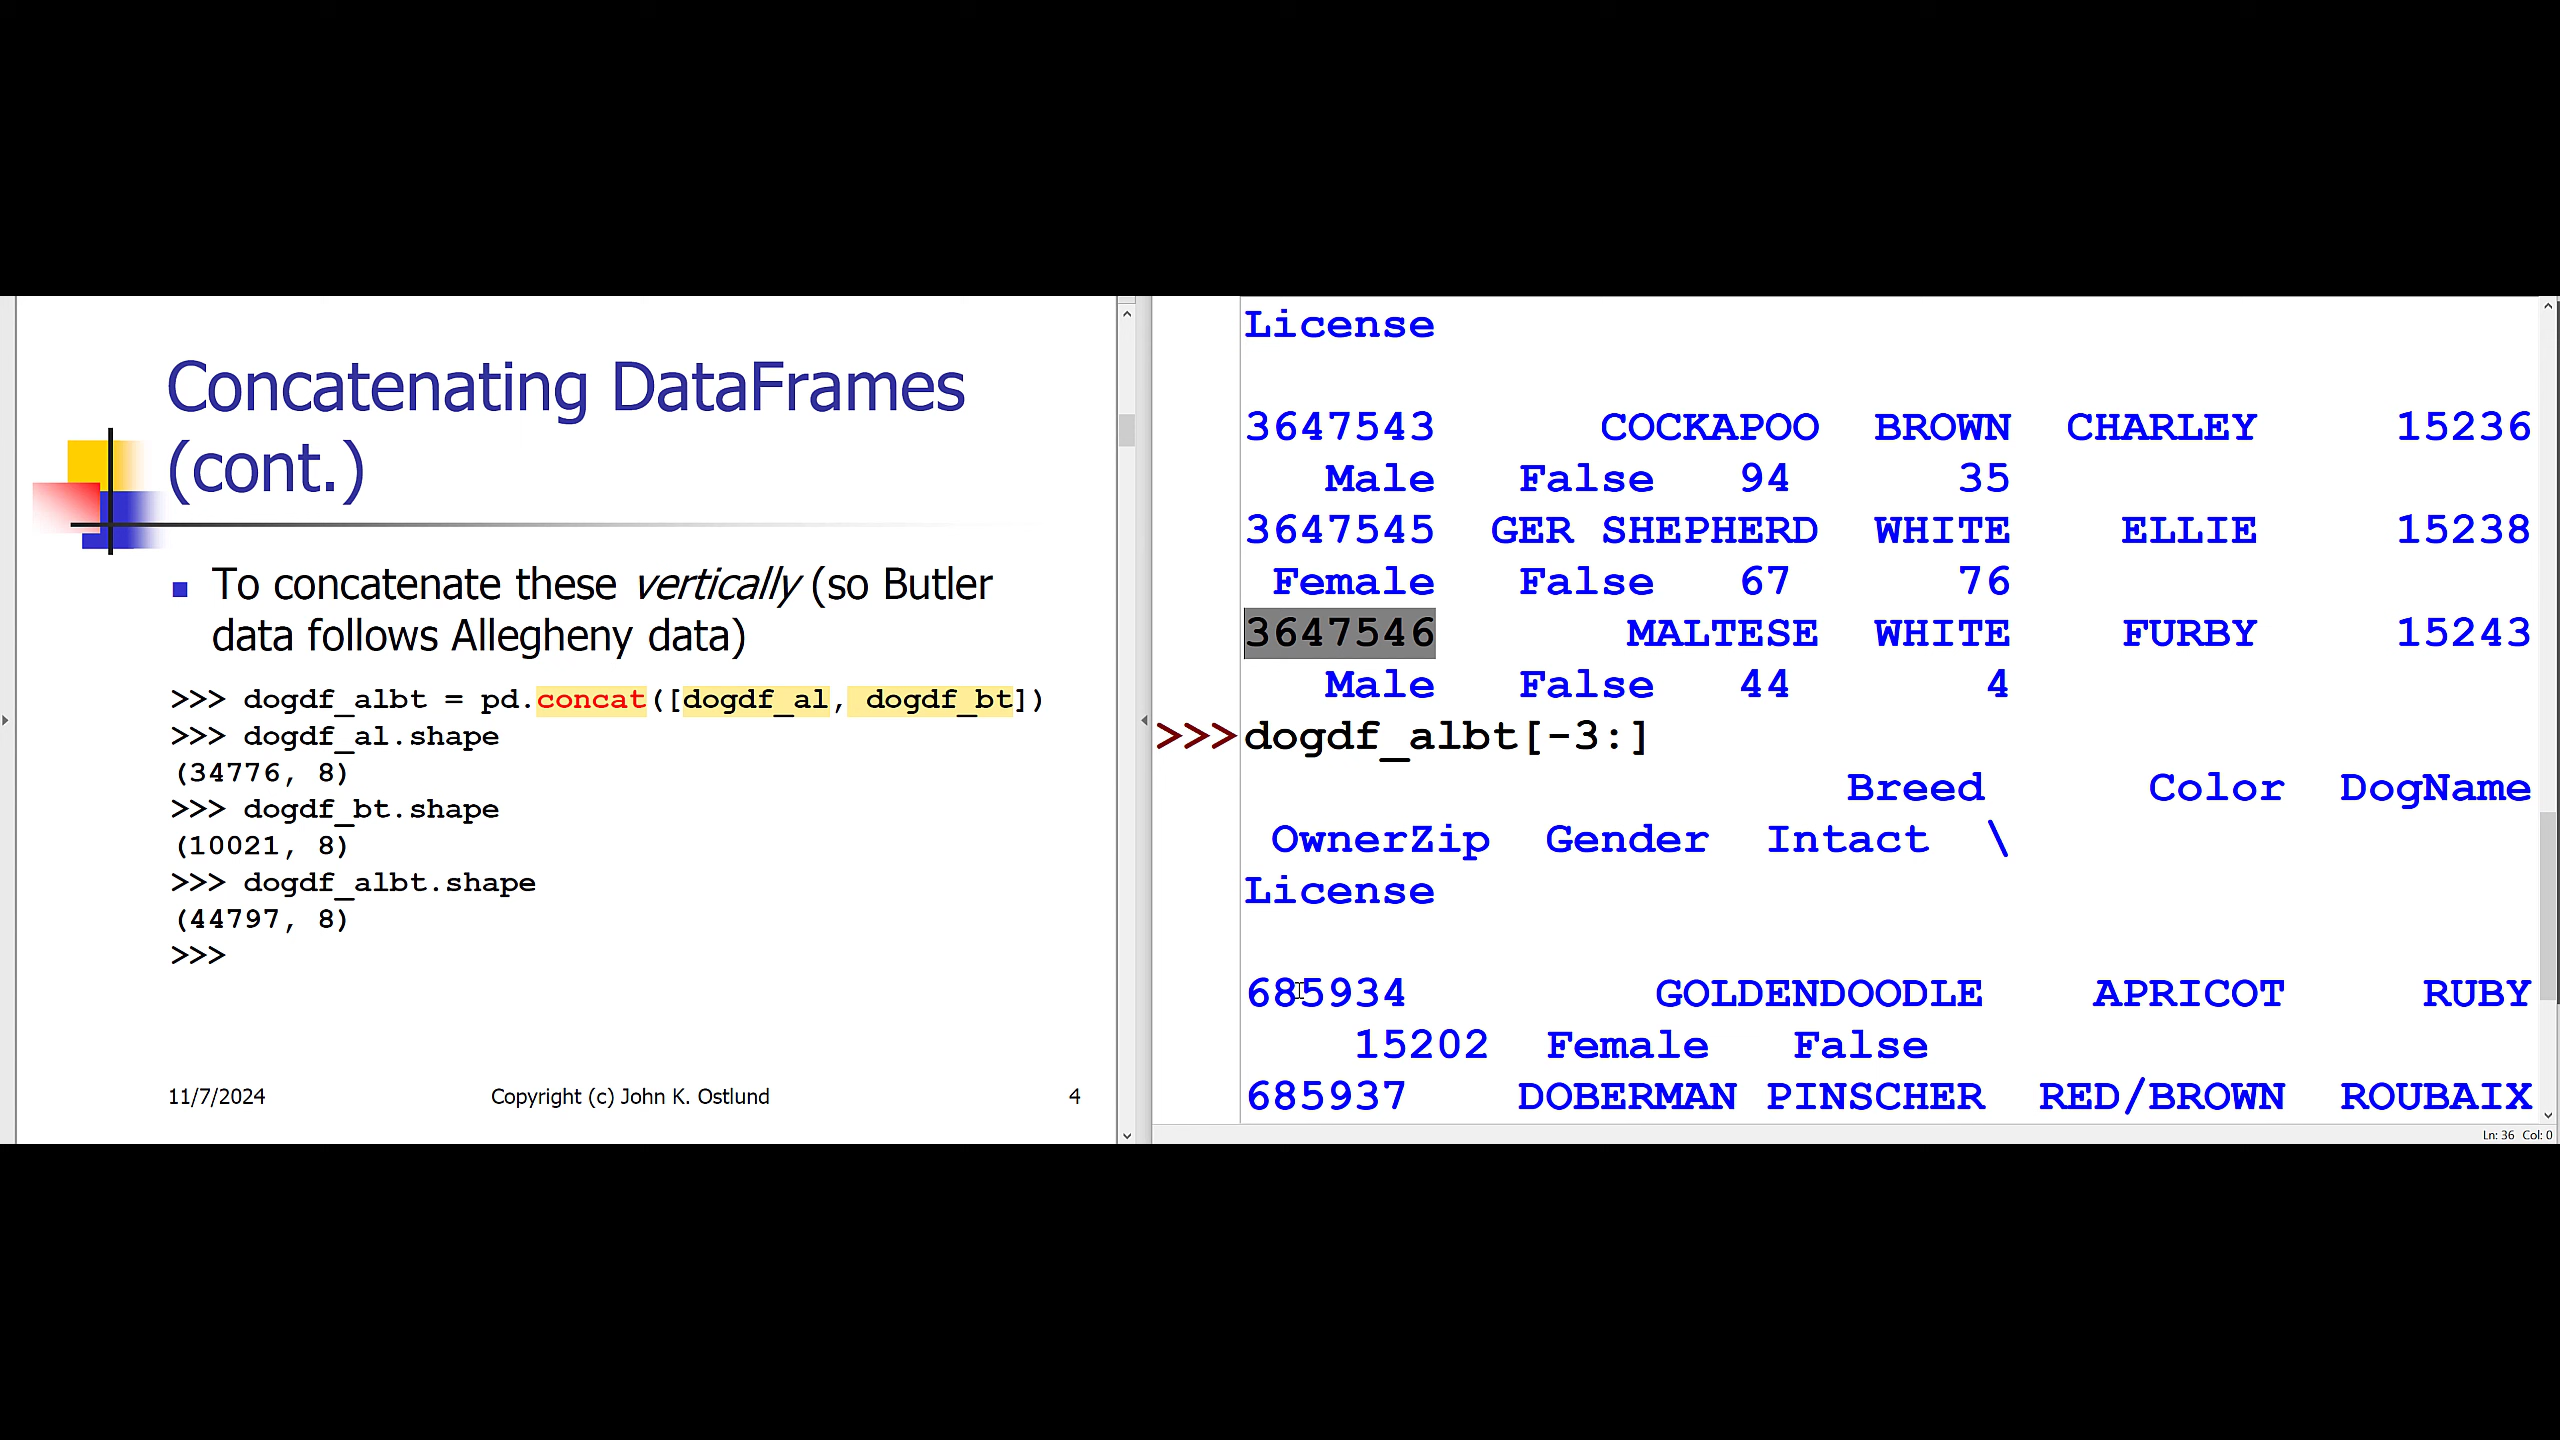 Concatenating DataFrames
(cont.)
To concatenate these vertically (so Butler
data follows Allegheny data)
>>> dogdf_albt = pd.concat([dogdf_al, dogdf_bt])
>>> dogdf_al.shape
(34776, 8)
>>> dogdf_bt.shape
(10021, 8)
>>> dogdf_albt.shape
(44797, 8)
>>>
11/7/2024 Copyright (c) John K. Ostlund 4
License
3647543 COCKAPOO BROWN CHARLEY 15236
Male False 94 35
3647545 GER SHEPHERD WHITE ELLIE 15238
Female False 67 76
3647546 MALTESE WHITE FURBY 15243
Male False 44 4
>>> dogdf_albt[-3:]
Breed Color DogName
OwnerZip Gender Intact \
License
685934 GOLDENDOODLE APRICOT RUBY
15202 Female False
685937 DOBERMAN PINSCHER RED/BROWN ROUBAIX
Ln: 36 Col: 0